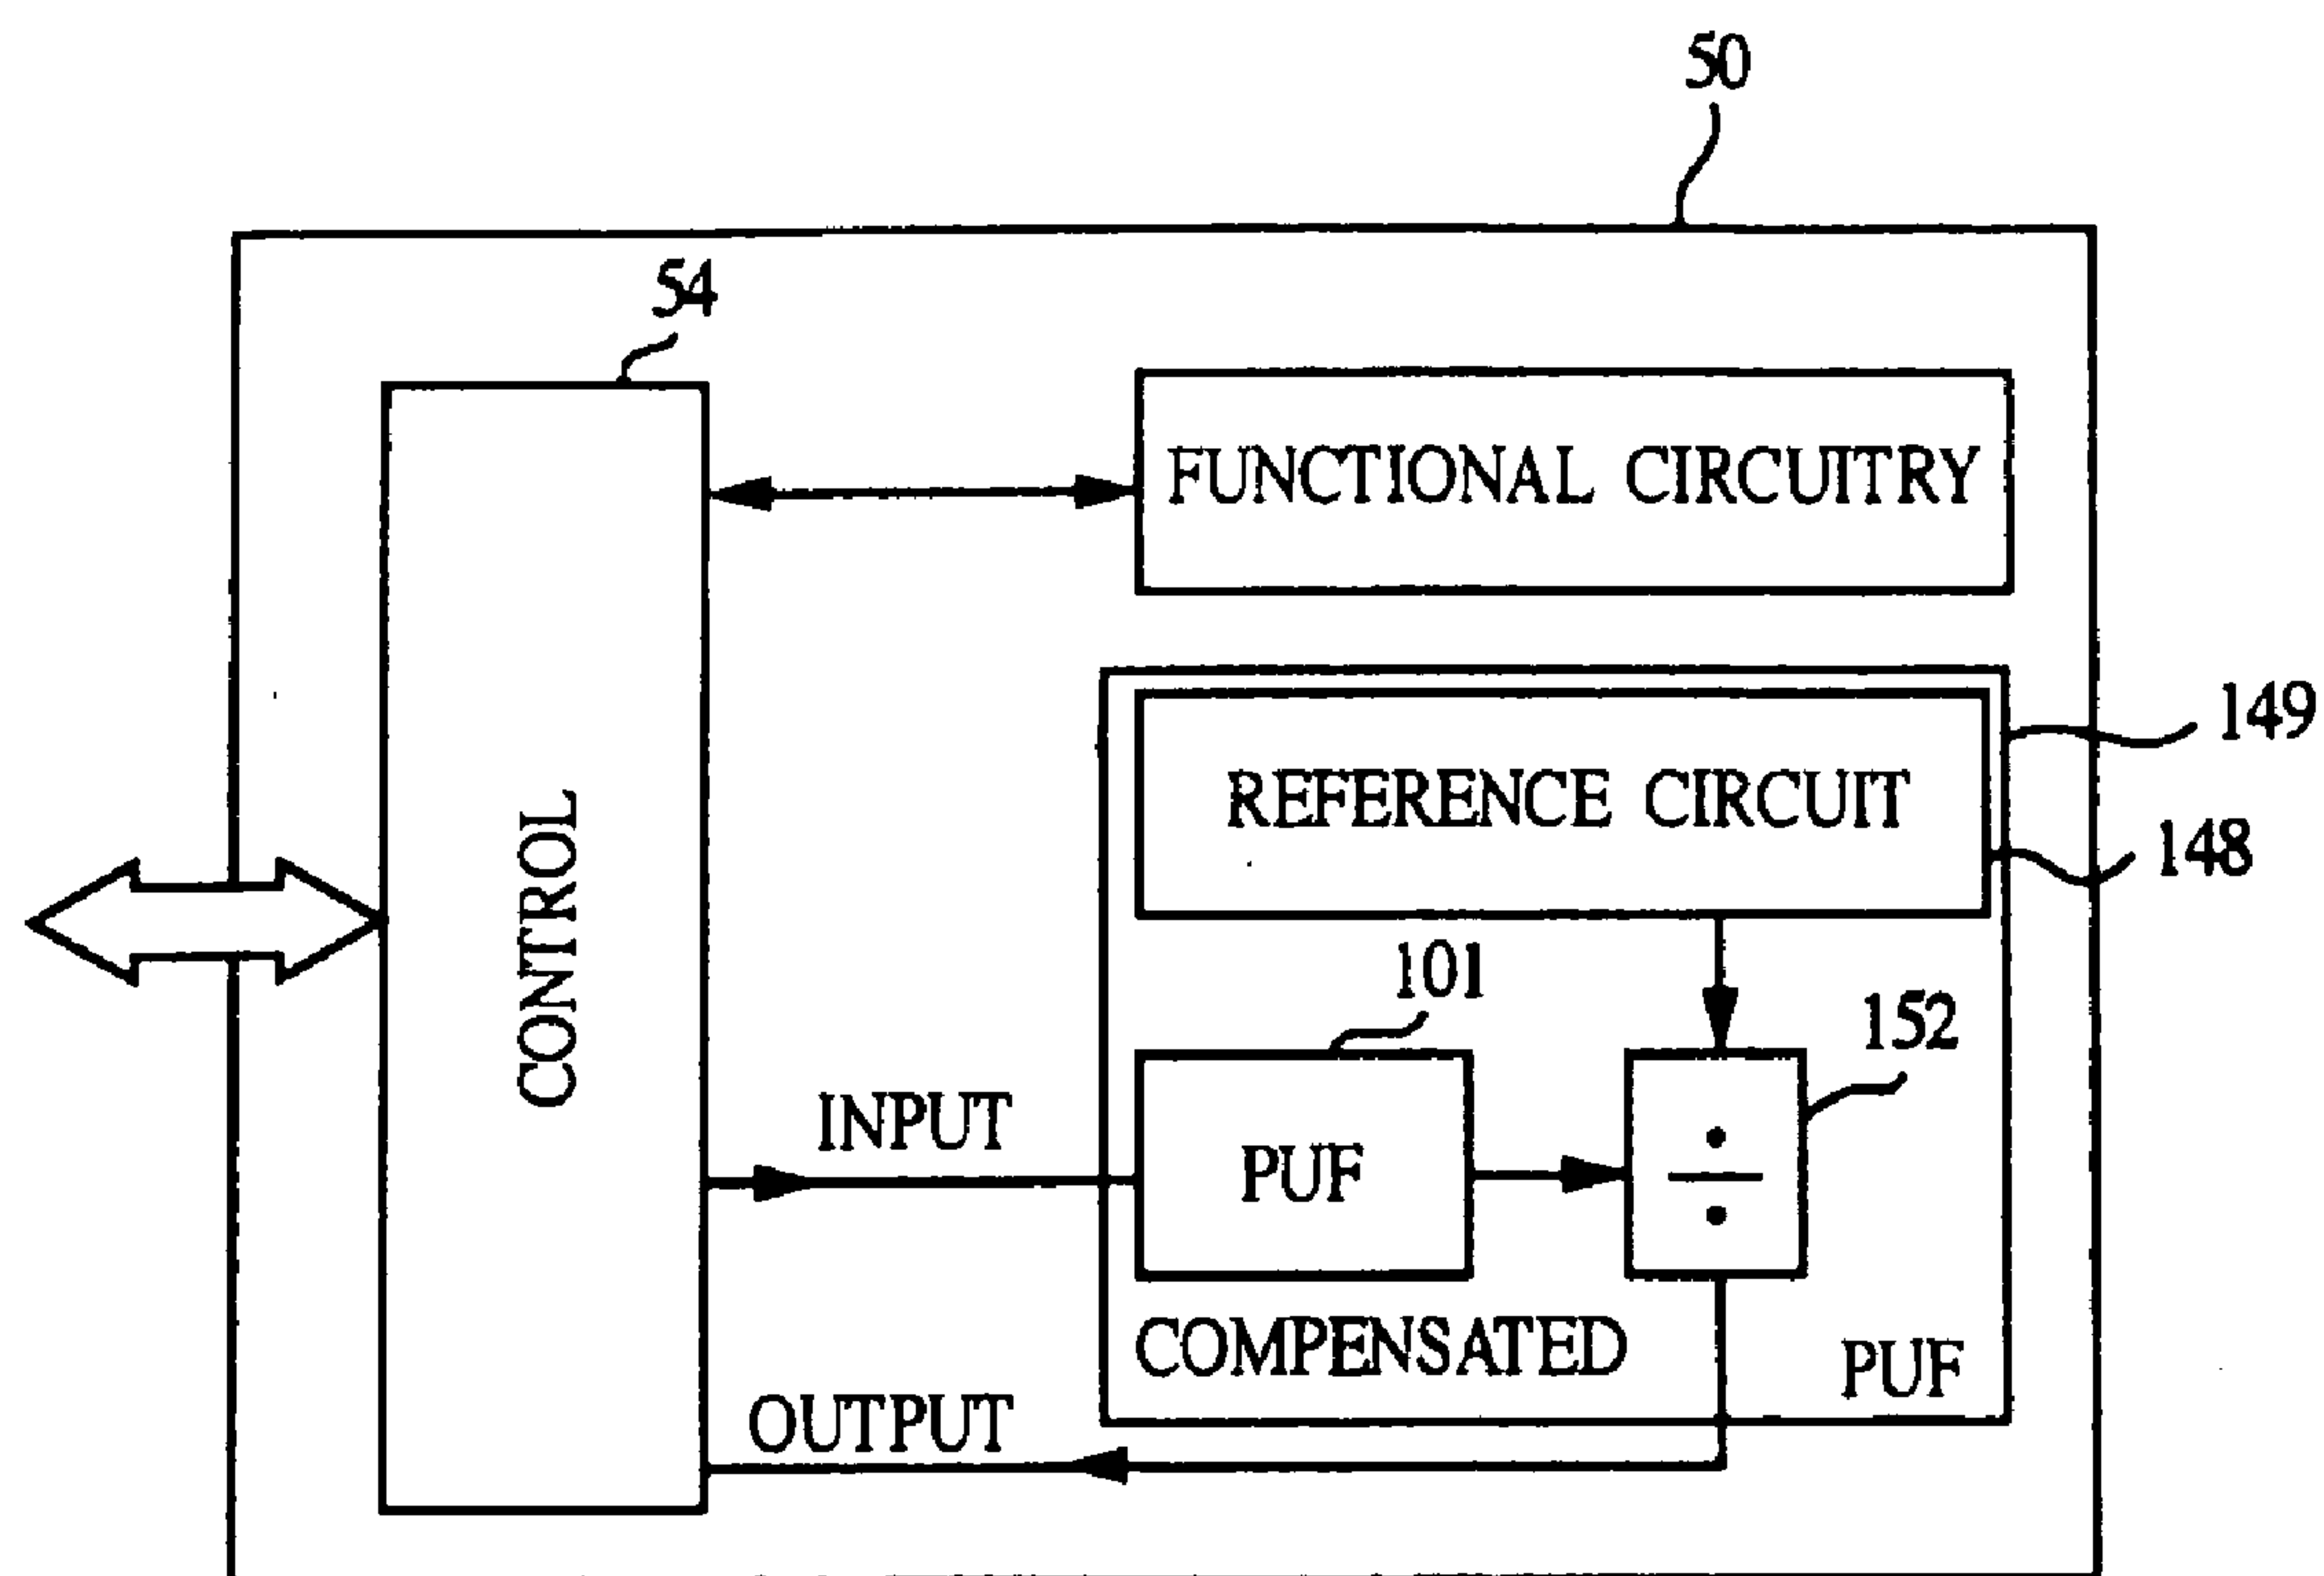 50
54
FUNCTIONAL CIRCUITRY
149
REFERENCE CIRCUIT
148
CONTROL
101
152
INPUT
PUF
÷
COMPENSATED
PUF
OUTPUT